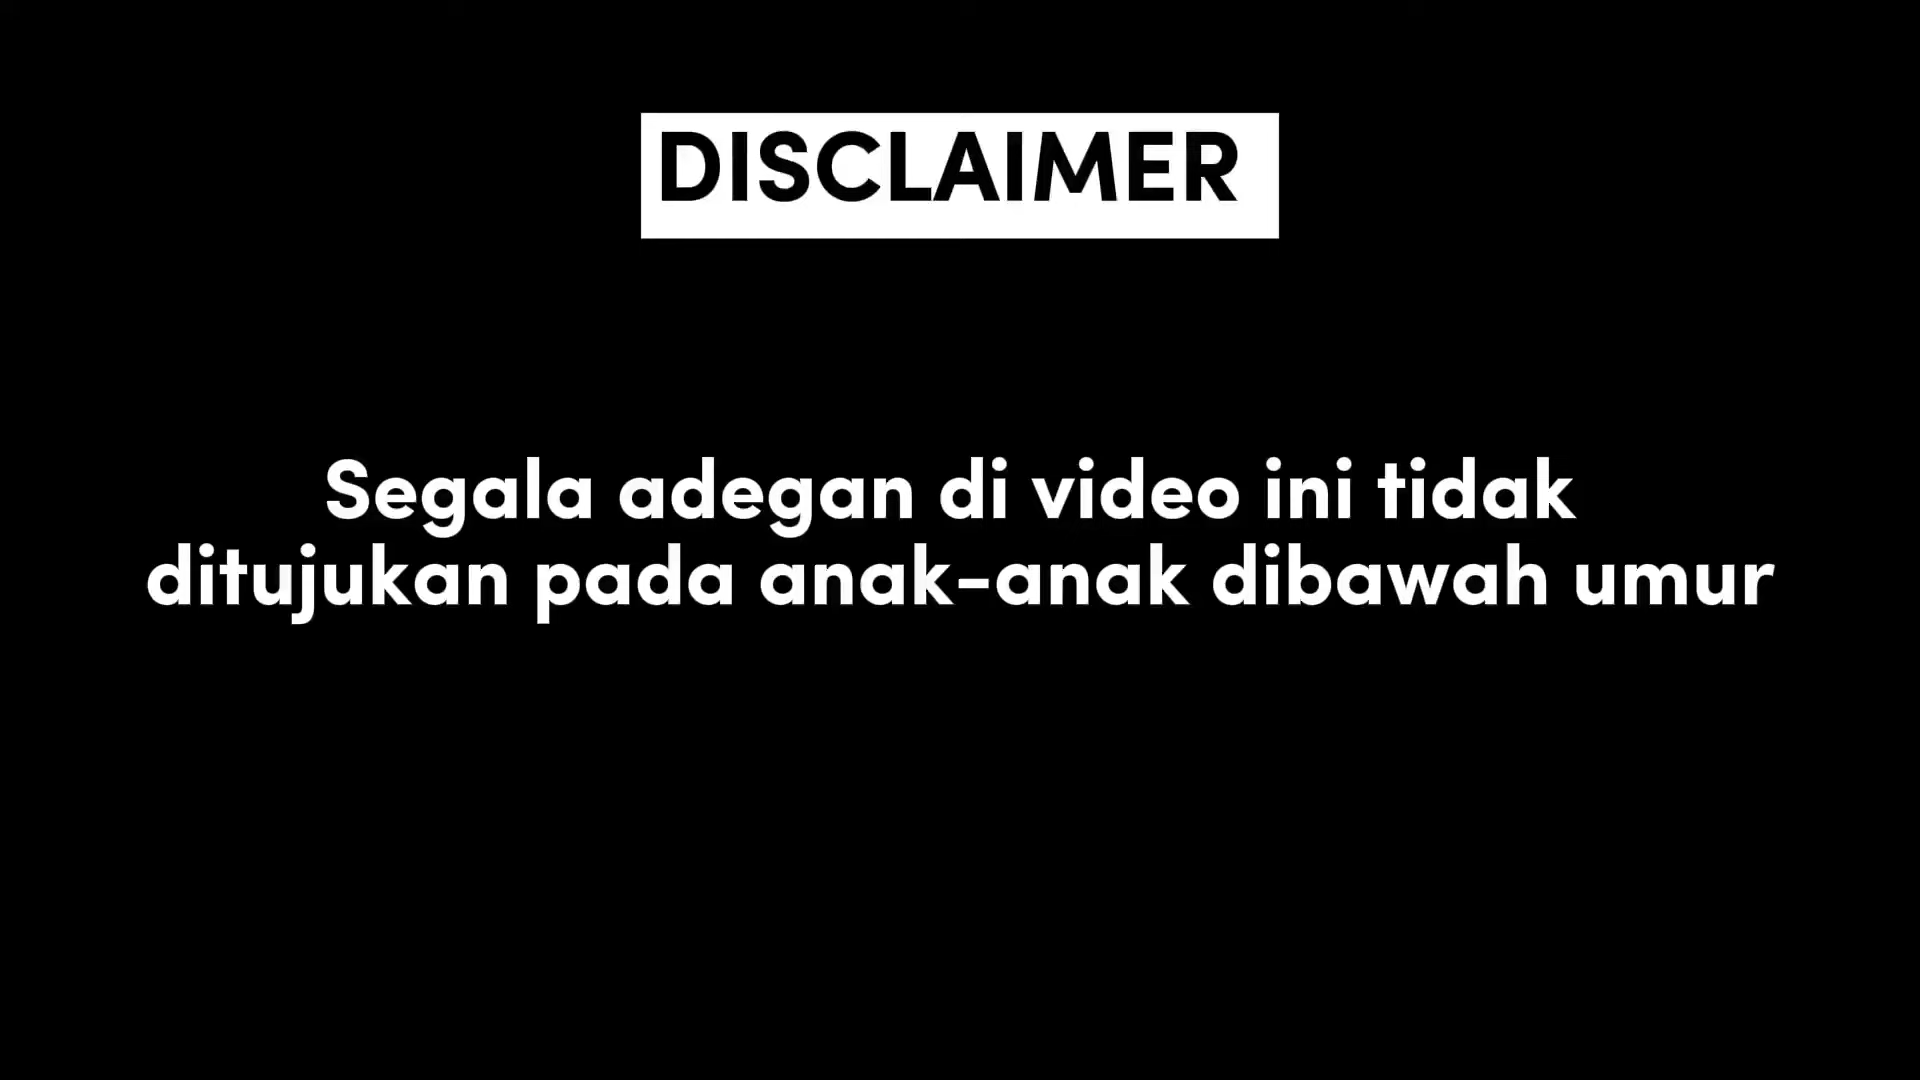 DISCLAIMER
Segala adegan di video ini tidak
ditujukan pada anak-anak dibawah umur